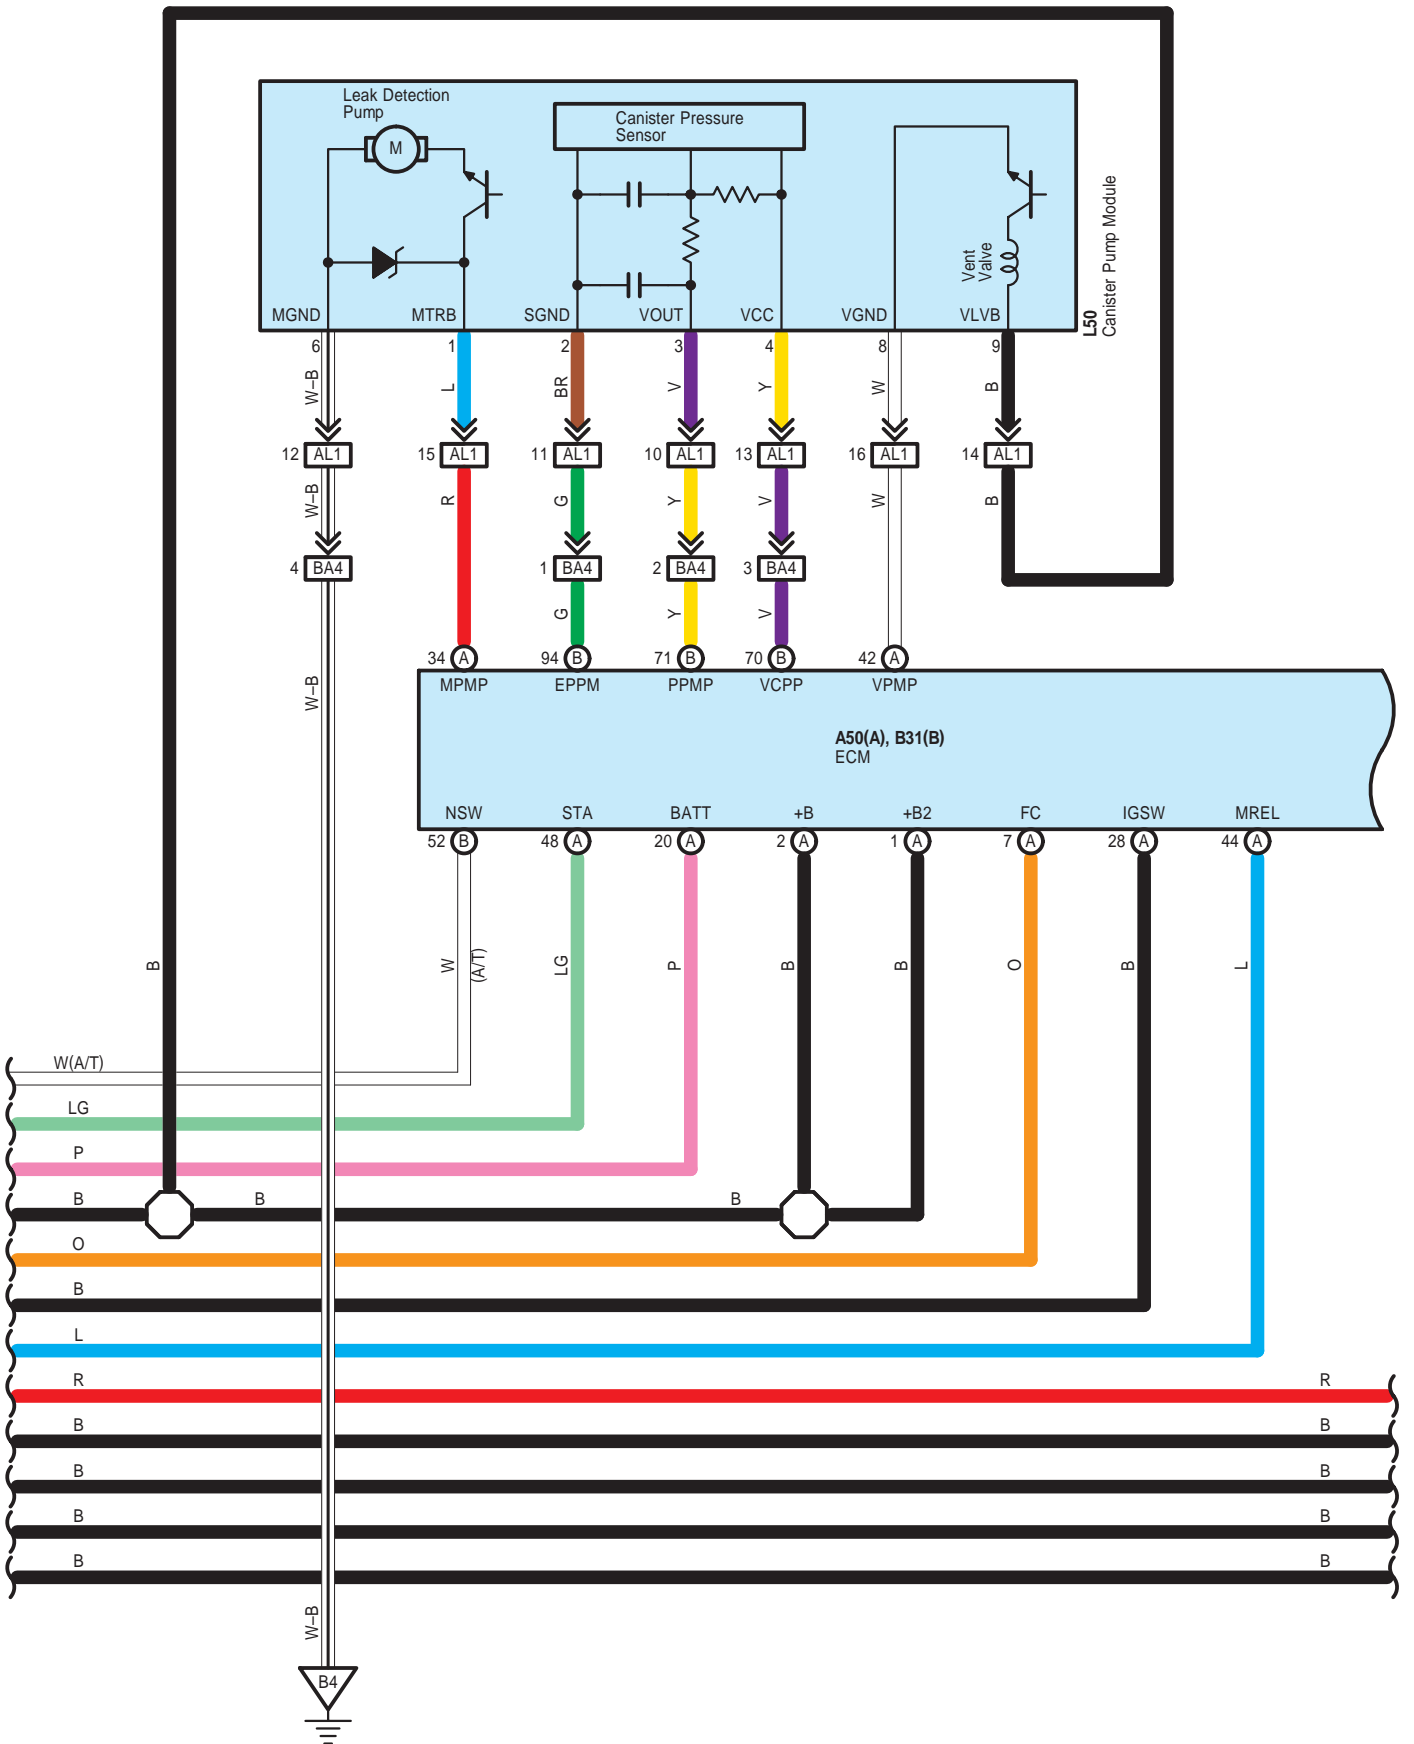 Leak Detection
Pump
M
Canister Pressure
Sensor
Vent
Valve
L50
Canister Pump Module
MGND MTRB SGND VOUT VCC VGND VLVB
6 1 2 3 4 8 9
W–B L BR V Y W B
12 AL1 15 AL1 11 AL1 10 AL1 13 AL1 16 AL1 14 AL1
W–B R G Y V W B
4 BA4 1 BA4 2 BA4 3 BA4
G Y V
34 A 94 B 71 B 70 B 42 A
W–B
MPMP EPPM PPMP VCPP VPMP
A50(A), B31(B)
ECM
NSW STA BATT +B +B2 FC IGSW MREL
52 B 48 A 20 A 2 A 1 A 7 A 28 A 44 A
B W (A/T) LG P B B O B L
W(A/T)
LG
P
B B B
O
B
L
R R
B B
B B
B B
B B
W–B
B4